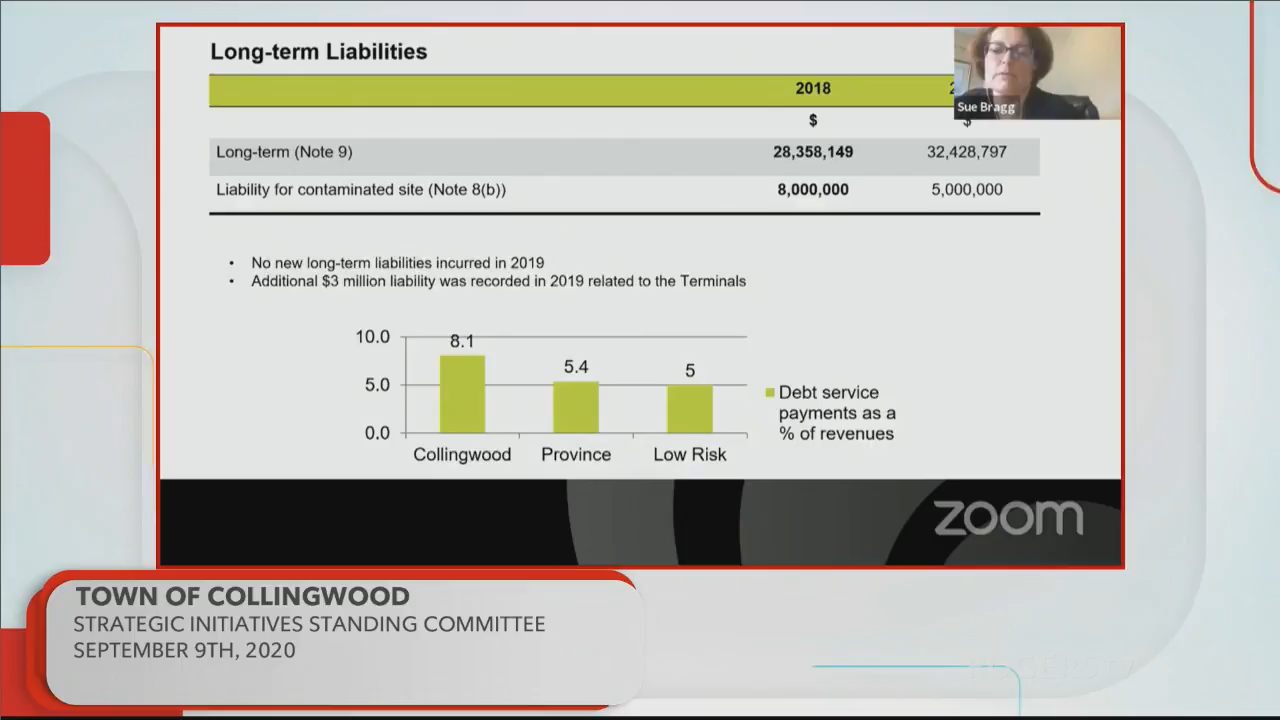 Long-term Liabilities
2018
$ $
Sue Bragg
Long-term (Note 9) 28,358,149 32,428,797
Liability for contaminated site (Note 8(b)) 8,000,000 5,000,000
• No new long-term liabilities incurred in 2019
• Additional $3 million liability was recorded in 2019 related to the Terminals
10.0
5.0
0.0
8.1
5.4
5
Collingwood Province Low Risk
Debt service
payments as a
% of revenues
zoom
TOWN OF COLLINGWOOD
STRATEGIC INITIATIVES STANDING COMMITTEE
SEPTEMBER 9TH, 2020